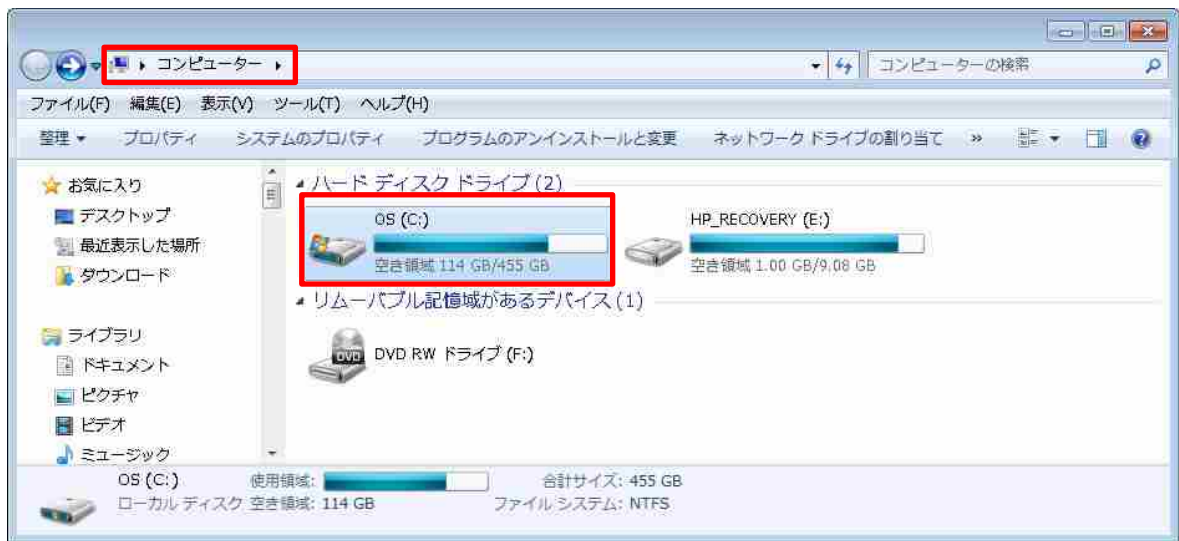 コンピューター
コンピューターの検索
ファイル(F) 編集(E) 表示(V) ツール(T) ヘルプ(H)
整理 プロパティ システムのプロパティ プログラムのアンインストールと変更 ネットワーク ドライブの割り当て »
お気に入り
デスクトップ
最近表示した場所
ダウンロード
ライブラリ
ドキュメント
ピクチャ
ビデオ
ミュージック
ハード ディスク ドライブ (2)
OS (C:)
空き領域 114 GB/455 GB
HP_RECOVERY (E:)
空き領域 1.00 GB/9.08 GB
リムーバブル記憶域があるデバイス (1)
DVD
DVD RW ドライブ (F:)
OS (C:) 使用領域: 合計サイズ: 455 GB
ローカル ディスク 空き領域: 114 GB ファイル システム: NTFS